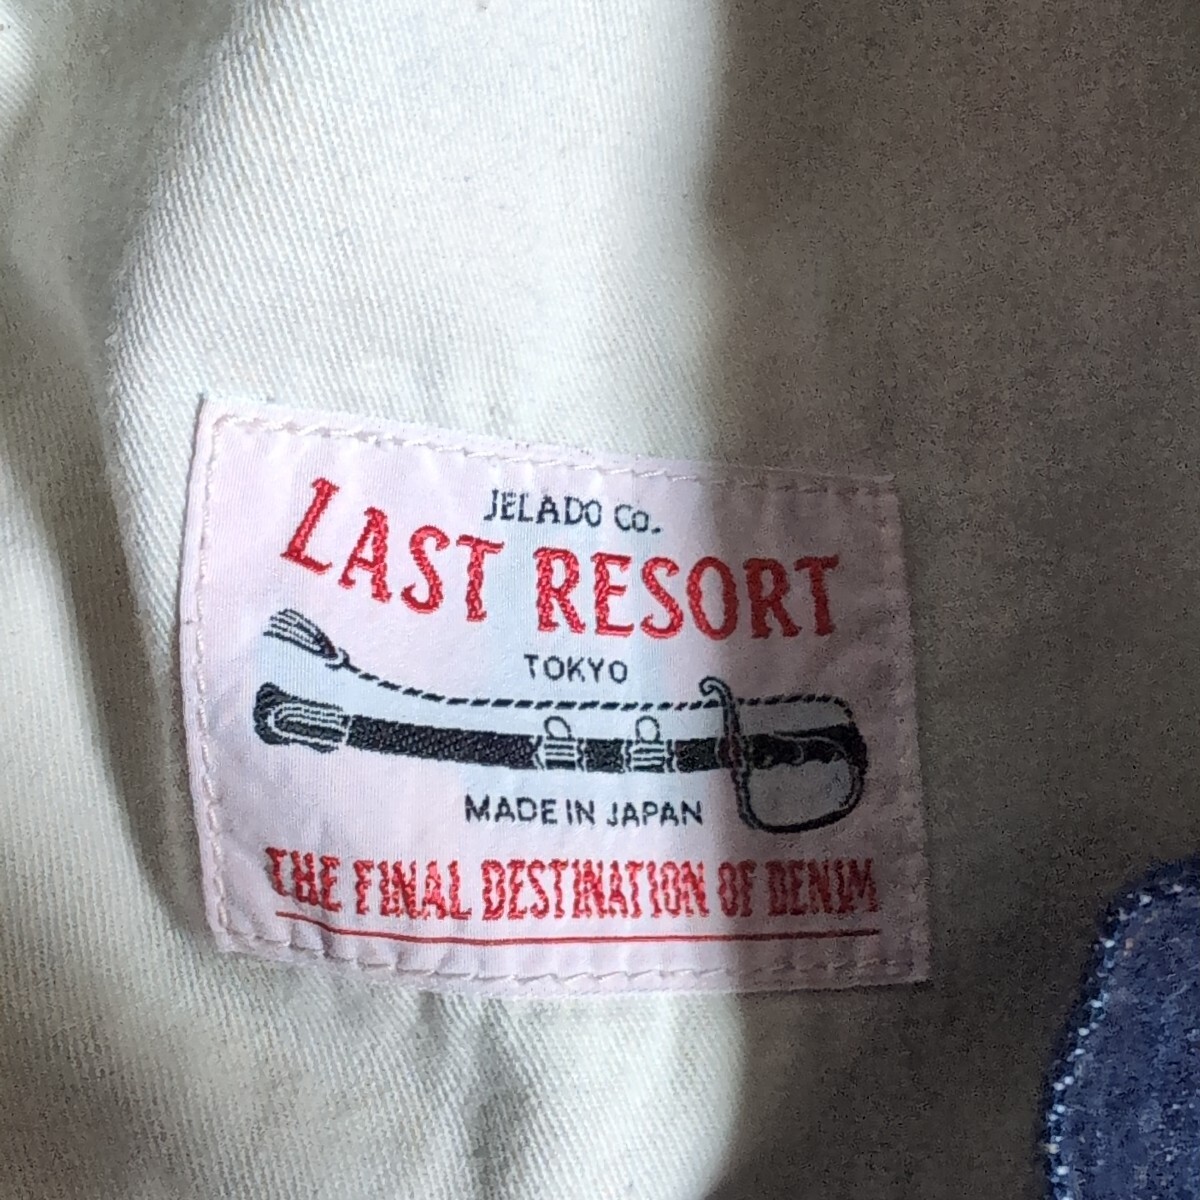 JELADO Co.
LAST RESORT
TOKYO
MADE IN JAPAN
THE FINAL DESTINATION OF DENIM